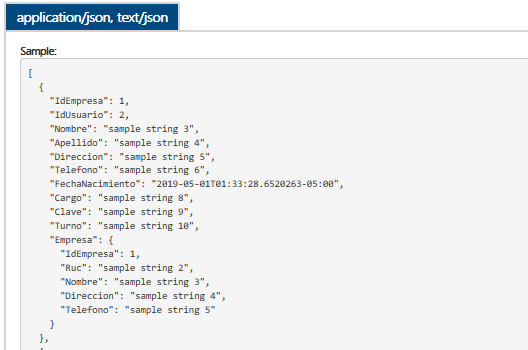 application/json, text/json
Sample:
[
  {
    "IdEmpresa": 1,
    "IdUsuario": 2,
    "Nombre": "sample string 3",
    "Apellido": "sample string 4",
    "Direccion": "sample string 5",
    "Telefono": "sample string 6",
    "FechaNacimiento": "2019-05-01T01:33:28.6520263-05:00",
    "Cargo": "sample string 8",
    "Clave": "sample string 9",
    "Turno": "sample string 10",
    "Empresa": {
      "IdEmpresa": 1,
      "Ruc": "sample string 2",
      "Nombre": "sample string 3",
      "Direccion": "sample string 4",
      "Telefono": "sample string 5"
    }
  },